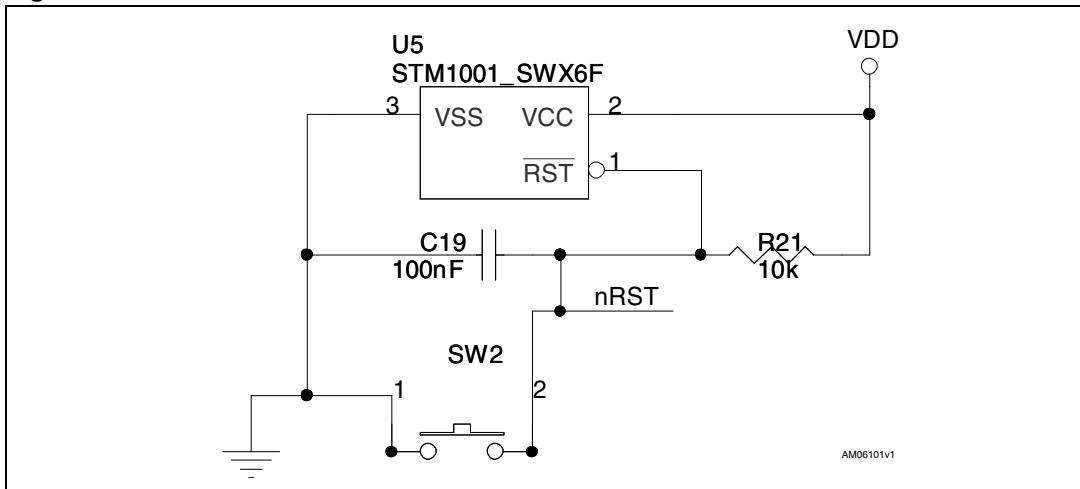 U5
STM1001_SWX6F
VDD
3
VSS
VCC
2
RST
1
C19
100nF
R21
10k
nRST
SW2
1
2
AM06101v1